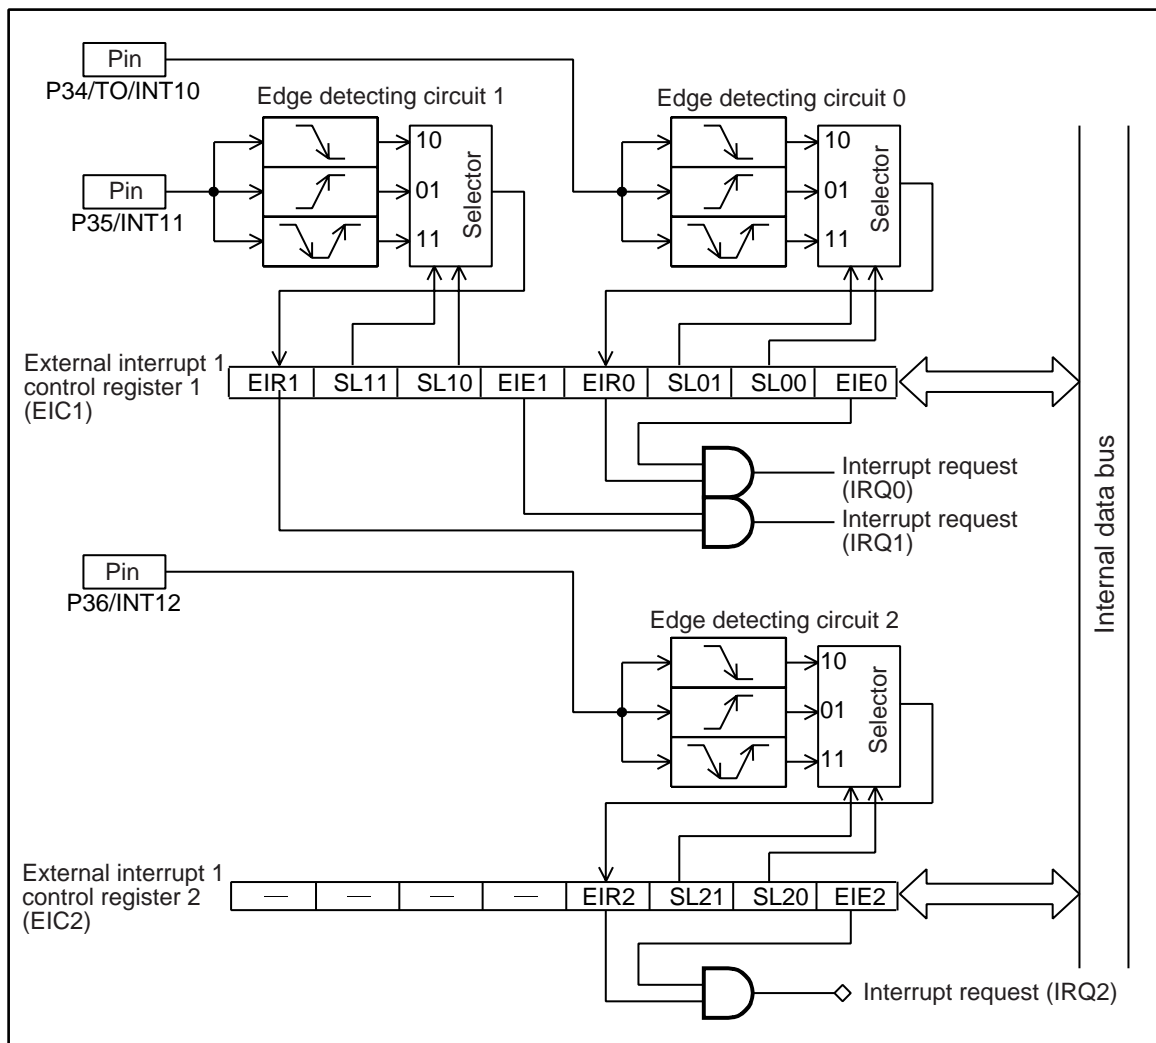 Pin
P34/TO/INT10
Edge detecting circuit 1
Edge detecting circuit 0
10
01
11
Selector
10
01
11
Selector
Pin
P35/INT11
External interrupt 1
control register 1
(EIC1)
EIR1 SL11 SL10 EIE1 EIR0 SL01 SL00 EIE0
Interrupt request
(IRQ0)
Interrupt request
(IRQ1)
Internal data bus
Pin
P36/INT12
Edge detecting circuit 2
10
01
11
Selector
External interrupt 1
control register 2
(EIC2)
— — — — EIR2 SL21 SL20 EIE2
Interrupt request (IRQ2)